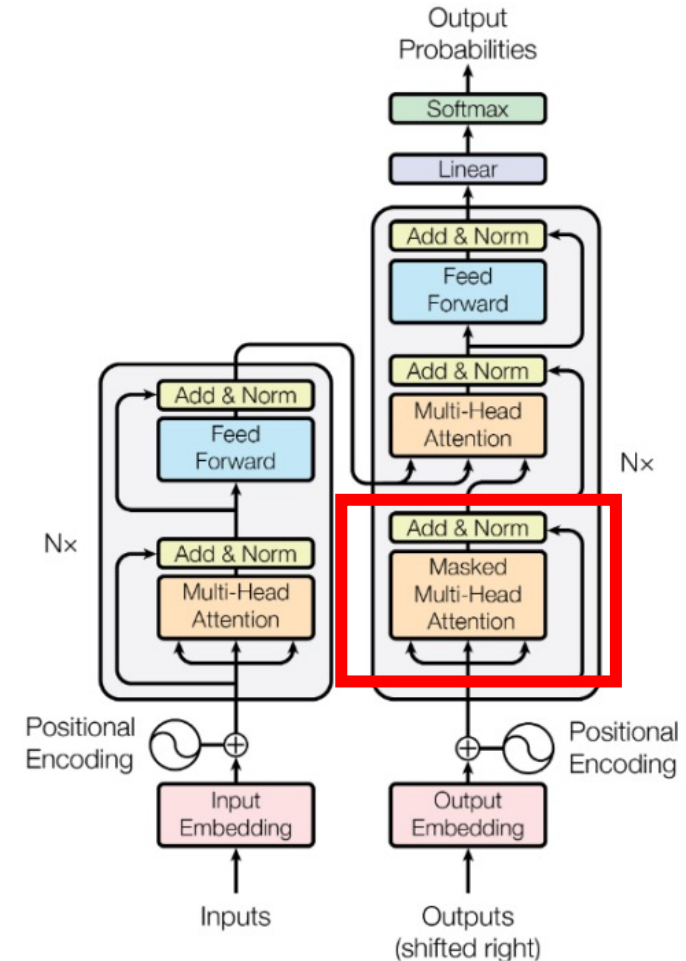 Output
Probabilities
Softmax
Linear
Add & Norm
Feed
Forward
Add & Norm
Multi-Head
Attention
Nx
Add & Norm
Masked
Multi-Head
Attention
Add & Norm
Feed
Forward
Nx
Add & Norm
Multi-Head
Attention
Positional
Encoding
Positional
Encoding
Input
Embedding
Output
Embedding
Inputs
Outputs
(shifted right)